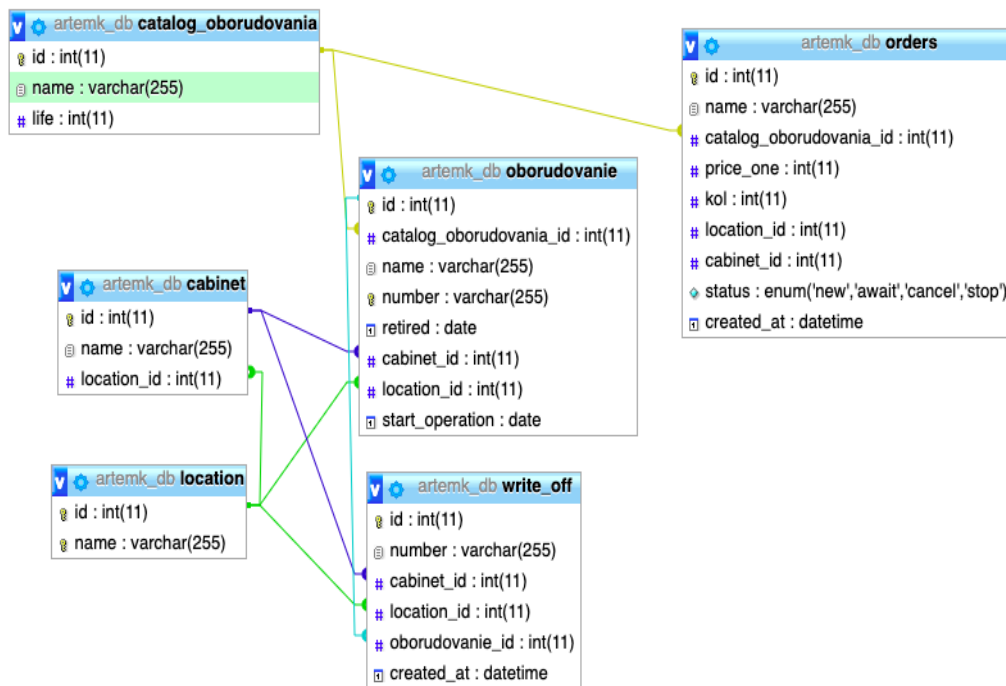 v artemk_db catalog_oborudovania
id : int(11)
name : varchar(255)
# life : int(11)
v artemk_db orders
id : int(11)
name : varchar(255)
# catalog_oborudovania_id : int(11)
# price_one : int(11)
# kol : int(11)
# location_id : int(11)
# cabinet_id : int(11)
status : enum('new','await','cancel','stop')
created_at : datetime
v artemk_db oborudovanie
id : int(11)
# catalog_oborudovania_id : int(11)
name : varchar(255)
number : varchar(255)
retired : date
# cabinet_id : int(11)
# location_id : int(11)
start_operation : date
v artemk_db cabinet
id : int(11)
name : varchar(255)
# location_id : int(11)
v artemk_db location
id : int(11)
name : varchar(255)
v artemk_db write_off
id : int(11)
number : varchar(255)
# cabinet_id : int(11)
# location_id : int(11)
# oborudovanie_id : int(11)
created_at : datetime